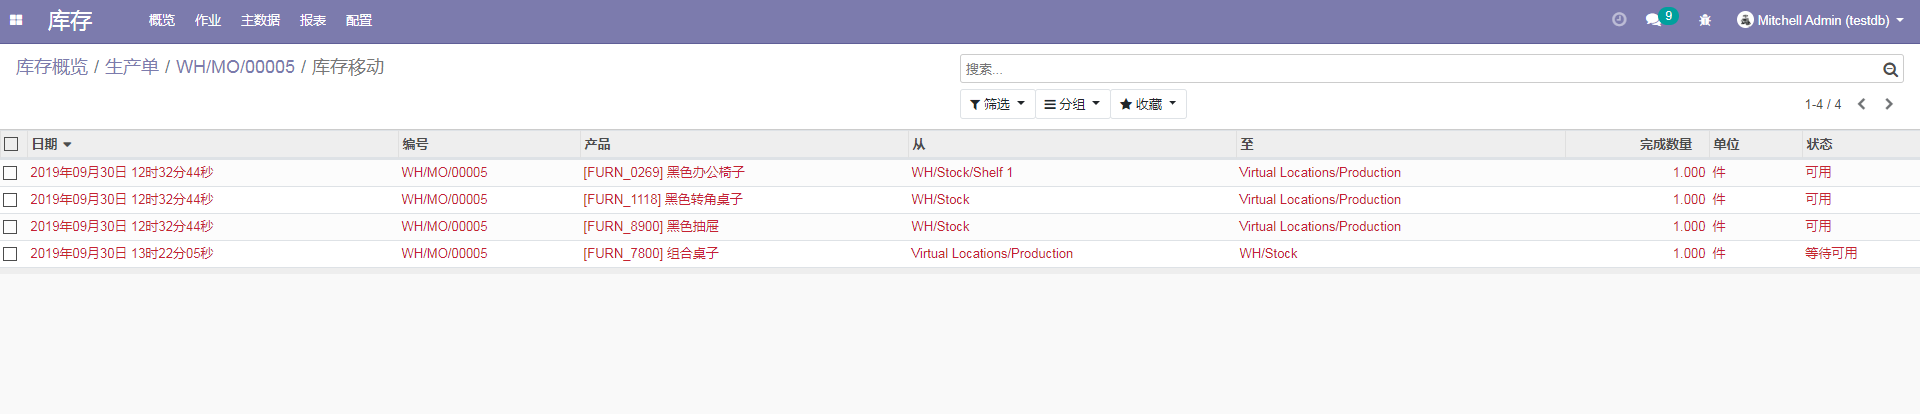 库存 概览 作业 主数据 报表 配置 9 Mitchell Admin (testdb)
库存概览 / 生产单 / WH/MO/00005 / 库存移动
搜索...
筛选 分组 收藏 1-4 / 4
日期 编号 产品 从 至 完成数量 单位 状态
2019年09月30日 12时32分44秒 WH/MO/00005 [FURN_0269] 黑色办公椅子 WH/Stock/Shelf 1 Virtual Locations/Production 1.000 件 可用
2019年09月30日 12时32分44秒 WH/MO/00005 [FURN_1118] 黑色转角桌子 WH/Stock Virtual Locations/Production 1.000 件 可用
2019年09月30日 12时32分44秒 WH/MO/00005 [FURN_8900] 黑色抽屉 WH/Stock Virtual Locations/Production 1.000 件 可用
2019年09月30日 13时22分05秒 WH/MO/00005 [FURN_7800] 组合桌子 Virtual Locations/Production WH/Stock 1.000 件 等待可用